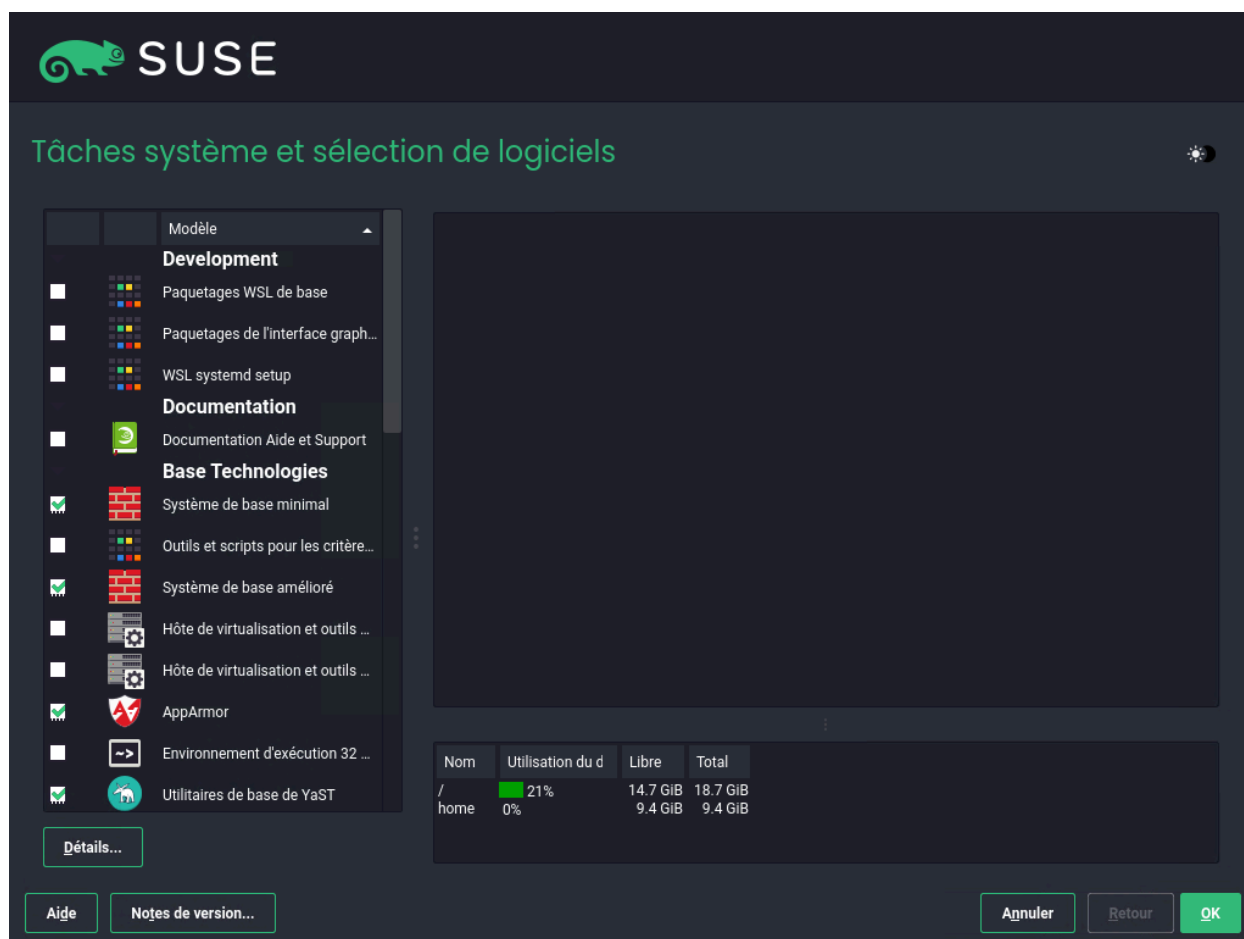 SUSE
Tâches système et sélection de logiciels
Modèle
Development
Paquetages WSL de base
Paquetages de l'interface graph...
WSL systemd setup
Documentation
Documentation Aide et Support
Base Technologies
Système de base minimal
Outils et scripts pour les critère...
Système de base amélioré
Hôte de virtualisation et outils ...
Hôte de virtualisation et outils ...
AppArmor
Environnement d'exécution 32 ...
~>
Utilitaires de base de YaST
Nom Utilisation du d Libre Total
/ 21% 14.7 GiB 18.7 GiB
home 0% 9.4 GiB 9.4 GiB
Détails...
Aide Notes de version... Annuler Retour OK